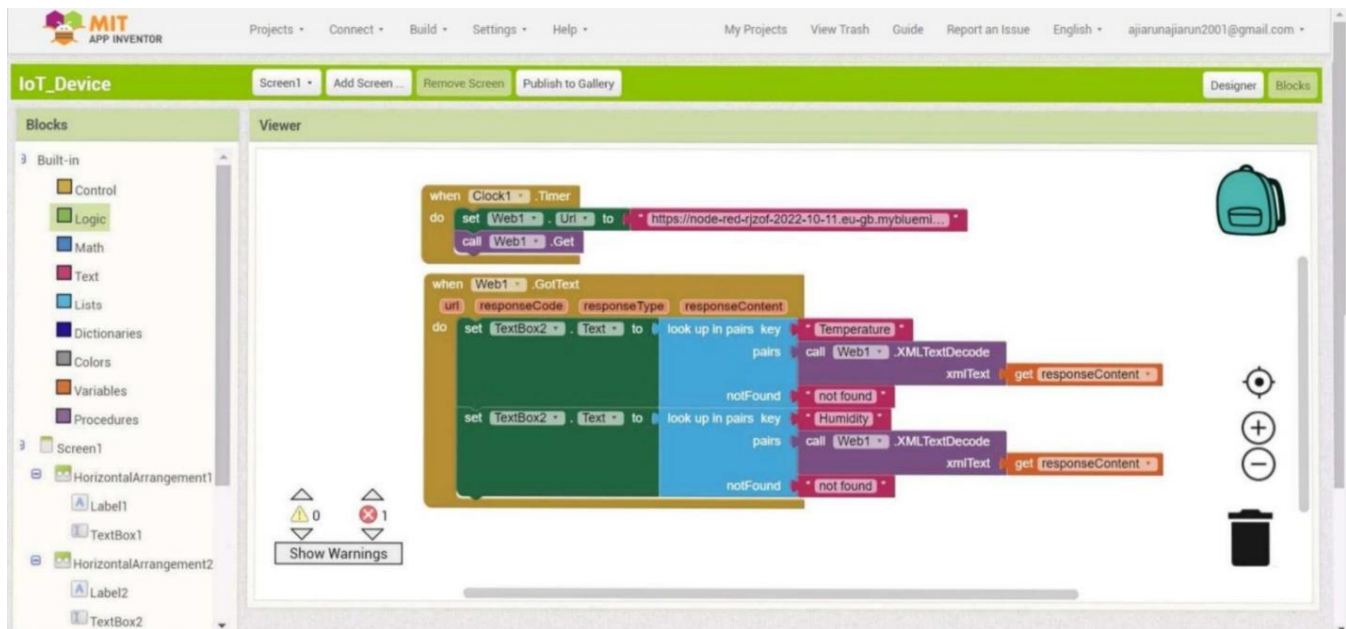 MIT
APP INVENTOR
Projects Connect Build Settings Help My Projects View Trash Guide Report an Issue English ajiarunajiarun2001@gmail.com
IoT_Device Screen1 Add Screen ... Remove Screen Publish to Gallery Designer Blocks
Blocks Viewer
Built-in
Control
Logic
Math
Text
Lists
Dictionaries
Colors
Variables
Procedures
Screen1
HorizontalArrangement1
Label1
TextBox1
HorizontalArrangement2
Label2
TextBox2
when Clock1 .Timer
do set Web1 . Url to " https://node-red-rjzof-2022-10-11.eu-gb.mybluemi... "
call Web1 .Get
when Web1 .GotText
url responseCode responseType responseContent
do set TextBox2 . Text to look up in pairs key " Temperature "
pairs call Web1 .XMLTextDecode
xmlText get responseContent
notFound " not found "
set TextBox2 . Text to look up in pairs key " Humidity "
pairs call Web1 .XMLTextDecode
xmlText get responseContent
notFound " not found "
0 1
Show Warnings